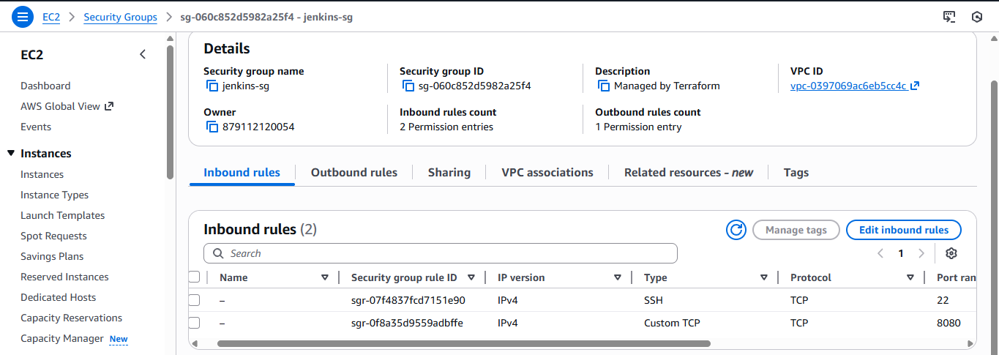 EC2 > Security Groups > sg-060c852d5982a25f4 - jenkins-sg
EC2
Dashboard
AWS Global View
Events
Instances
Instances
Instance Types
Launch Templates
Spot Requests
Savings Plans
Reserved Instances
Dedicated Hosts
Capacity Reservations
Capacity Manager New
Details
Security group name
jenkins-sg
Security group ID
sg-060c852d5982a25f4
Description
Managed by Terraform
VPC ID
vpc-0397069ac6eb5cc4c
Owner
879112120054
Inbound rules count
2 Permission entries
Outbound rules count
1 Permission entry
Inbound rules Outbound rules Sharing VPC associations Related resources - new Tags
Inbound rules (2)
Manage tags Edit inbound rules
Search
1
Name Security group rule ID IP version Type Protocol Port ran
– sgr-07f4837fcd7151e90 IPv4 SSH TCP 22
– sgr-0f8a35d9559adbffe IPv4 Custom TCP TCP 8080